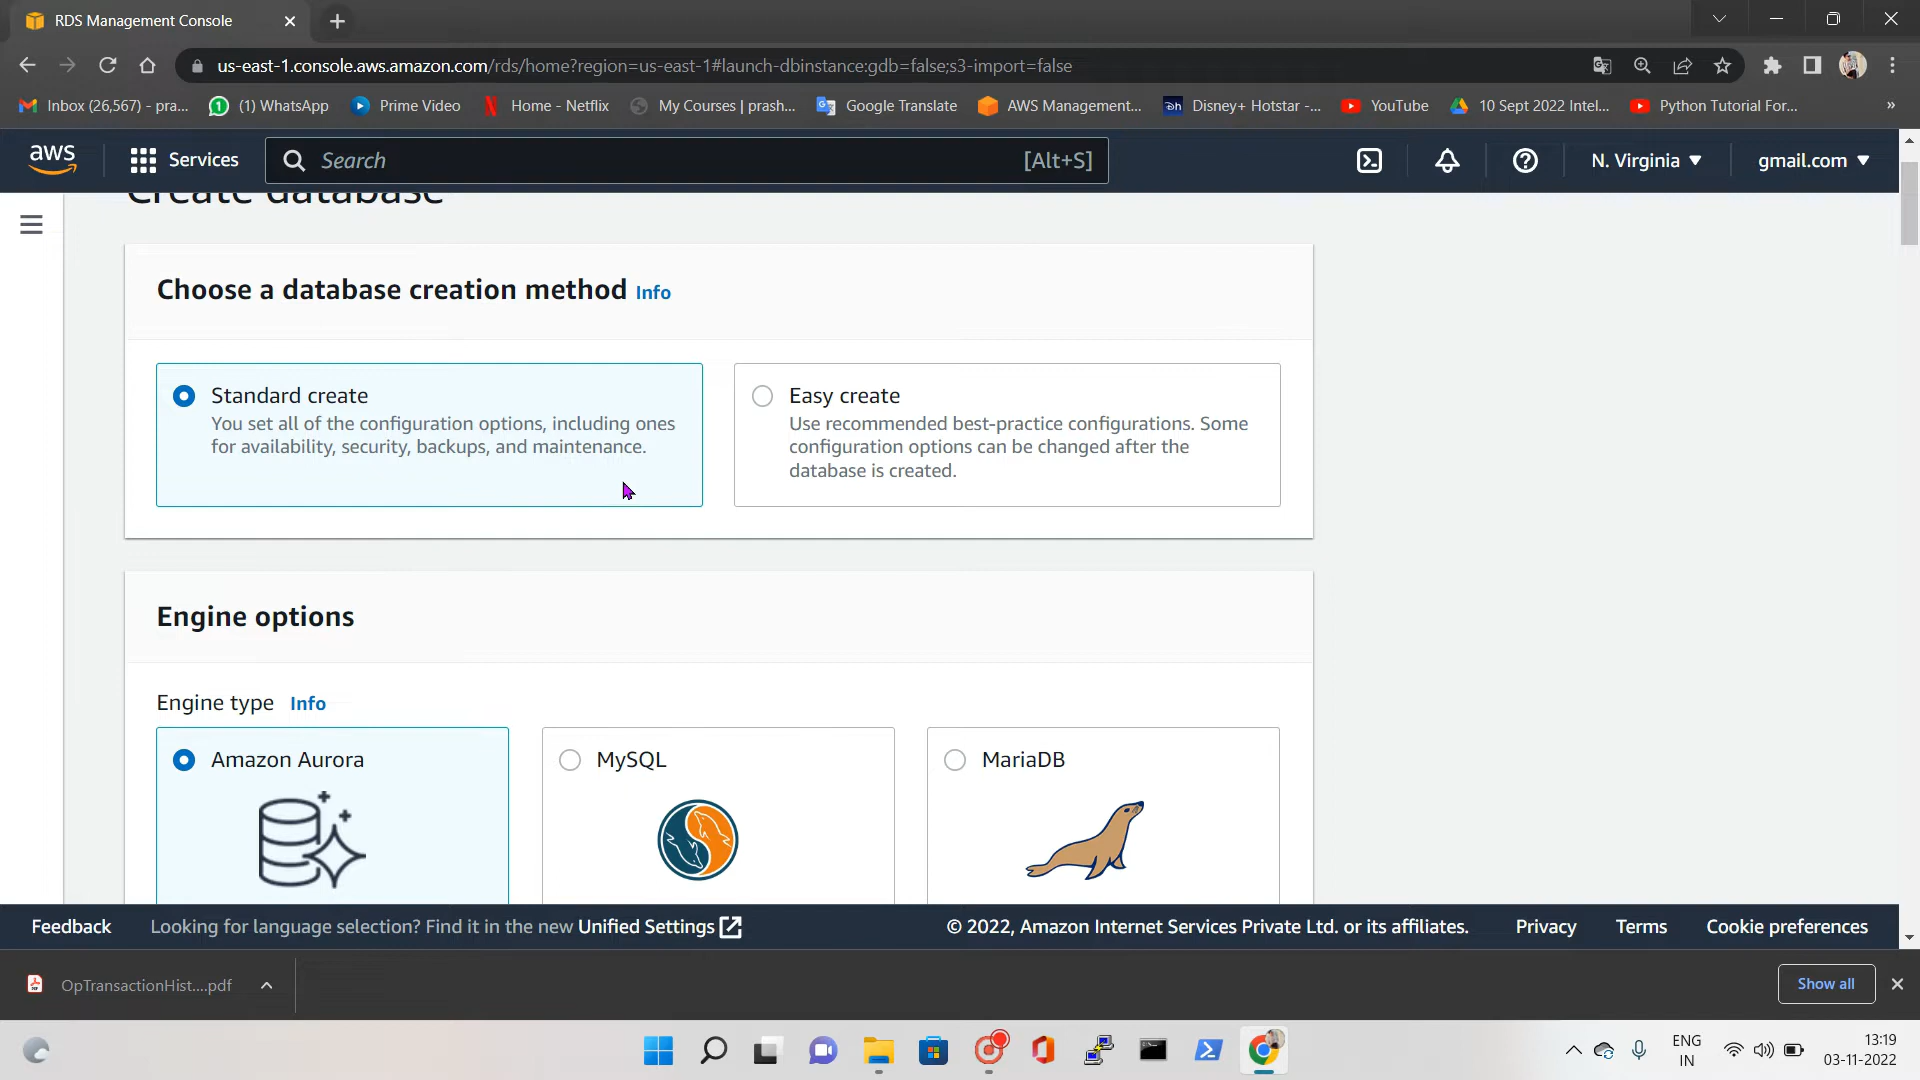 RDS Management Console
us-east-1.console.aws.amazon.com/rds/home?region=us-east-1#launch-dbinstance:gdb=false;s3-import=false
Inbox (26,567) - pra...
(1) WhatsApp
Prime Video
Home - Netflix
My Courses | prash...
Google Translate
AWS Management...
Disney+ Hotstar -...
YouTube
10 Sept 2022 Intel...
Python Tutorial For...
»
aws
Services
Search
[Alt+S]
N. Virginia
gmail.com
Create database
Choose a database creation method Info
Standard create
You set all of the configuration options, including ones
for availability, security, backups, and maintenance.
Easy create
Use recommended best-practice configurations. Some
configuration options can be changed after the
database is created.
Engine options
Engine type Info
Amazon Aurora
MySQL
MariaDB
Feedback
Looking for language selection? Find it in the new Unified Settings
© 2022, Amazon Internet Services Private Ltd. or its affiliates.
Privacy
Terms
Cookie preferences
OpTransactionHist....pdf
Show all
ENG
IN
13:19
03-11-2022